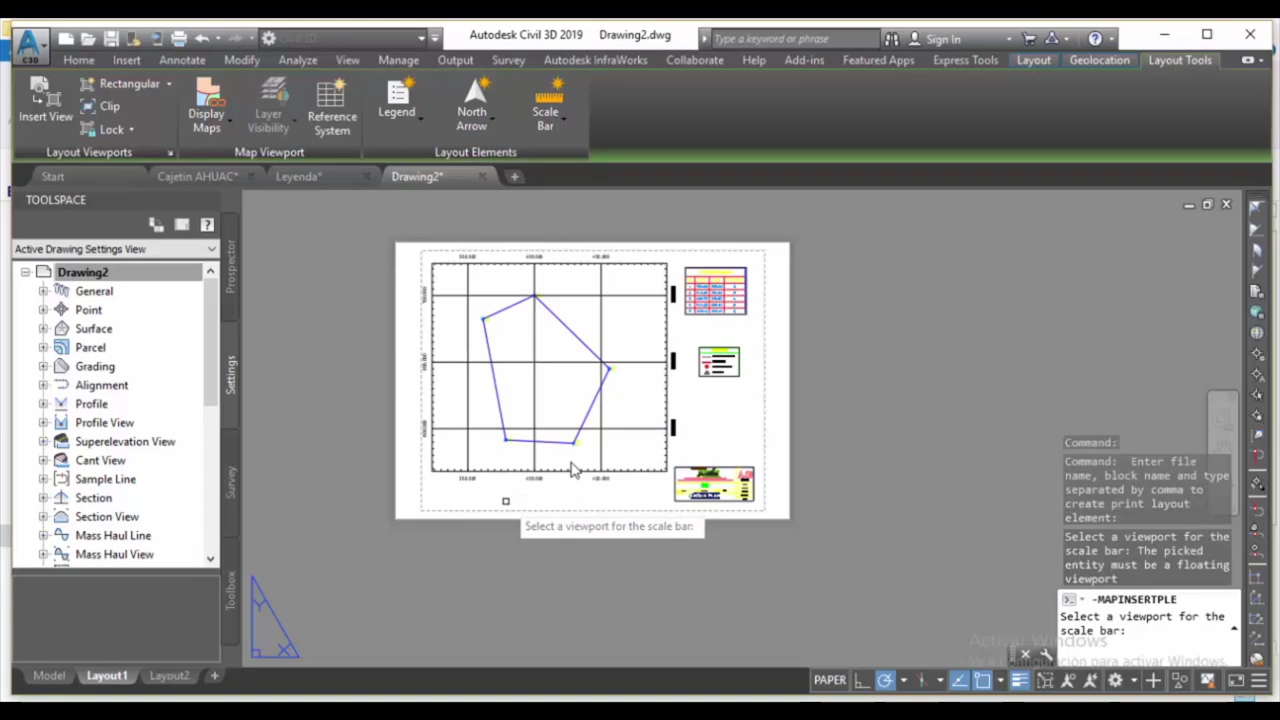 Autodesk Civil 3D 2019 Drawing2.dwg
Type a keyword or phrase
Sign In
C3D
Home Insert Annotate Modify Analyze View Manage Output Survey Autodesk InfraWorks Collaborate Help Add-ins Featured Apps Express Tools Layout Geolocation Layout Tools
Insert View
Rectangular
Clip
Lock
Display Maps
Layer Visibility
Reference System
Legend
North Arrow
Scale Bar
Layout Viewports
Map Viewport
Layout Elements
Start
Cajetin AHUAC*
Leyenda*
Drawing2*
TOOLSPACE
Active Drawing Settings View
Drawing2
General
Point
Surface
Parcel
Grading
Alignment
Profile
Profile View
Superelevation View
Cant View
Sample Line
Section
Section View
Mass Haul Line
Mass Haul View
Prospector
Settings
Survey
Toolbox
Select a viewport for the scale bar:
Y
X
Command:
Command: Enter file
name, block name and type
separated by comma to
create print layout
element:
Select a viewport for the
scale bar: The picked
entity must be a floating
viewport
-MAPINSERTPLE
Select a viewport for the
scale bar:
Activar Windows
Model
Layout1
Layout2
PAPER